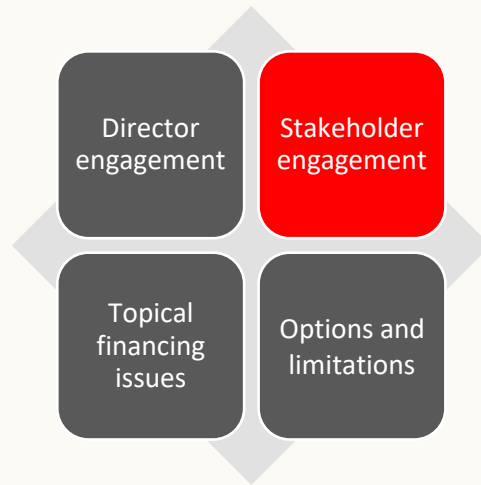 Director
engagement
Stakeholder
engagement
Topical
financing
issues
Options and
limitations